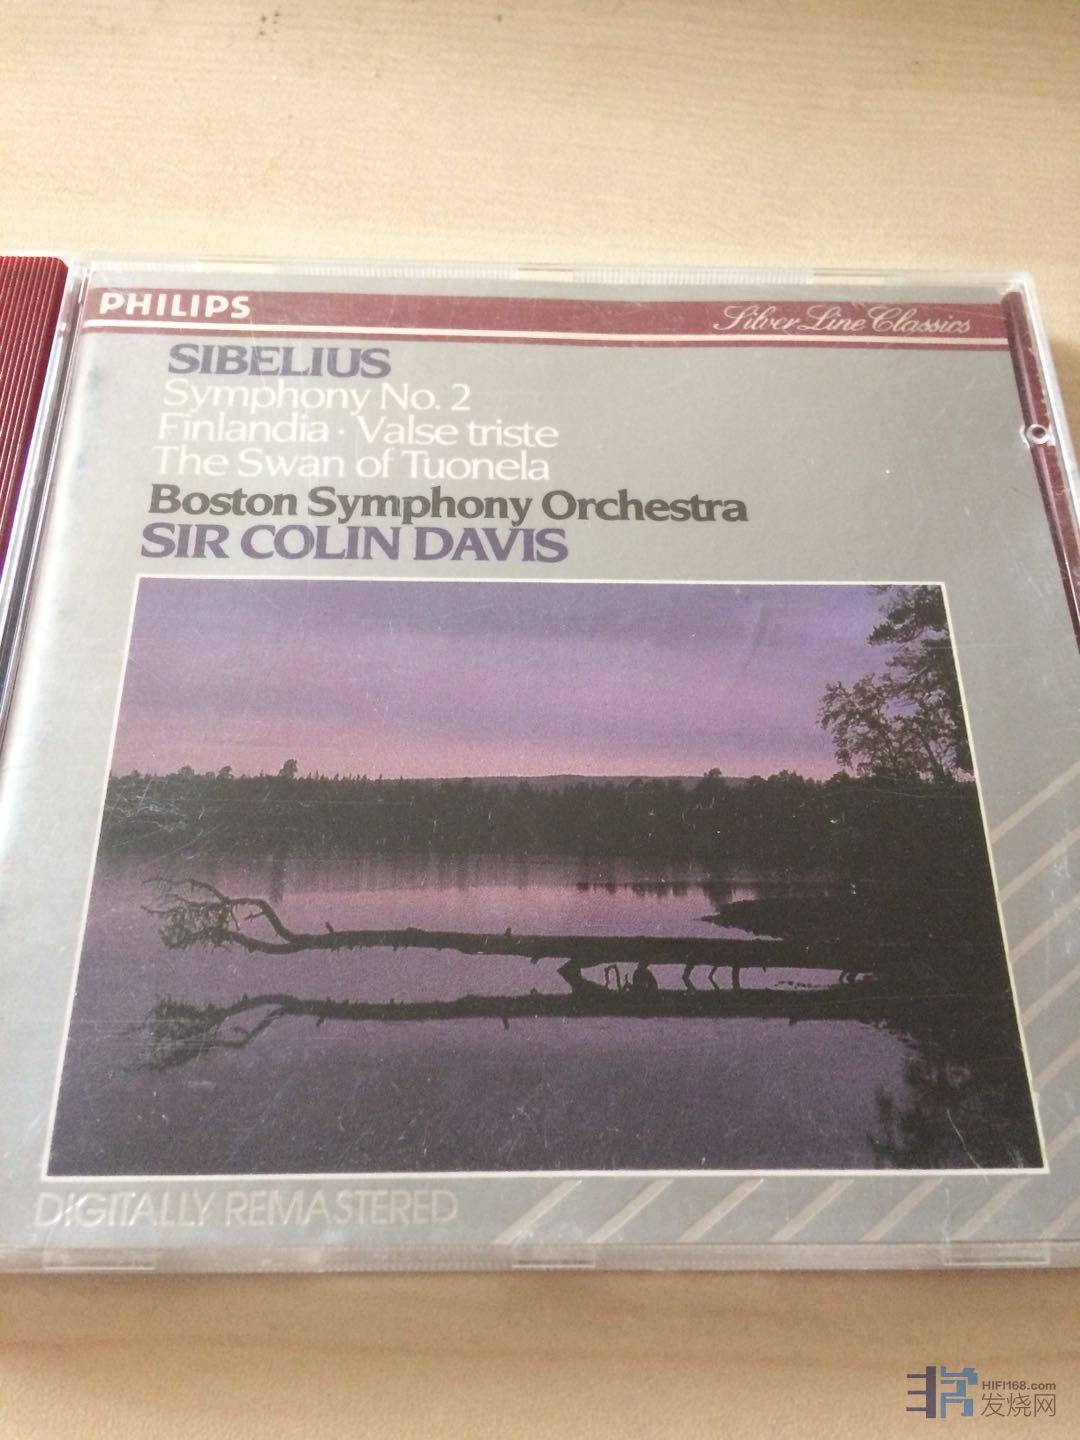 PHILIPS
Silver Line Classics
SIBELIUS
Symphony No. 2
Finlandia · Valse triste
The Swan of Tuonela
Boston Symphony Orchestra
SIR COLIN DAVIS
DIGITALLY REMASTERED
HIFI168.com
发烧网